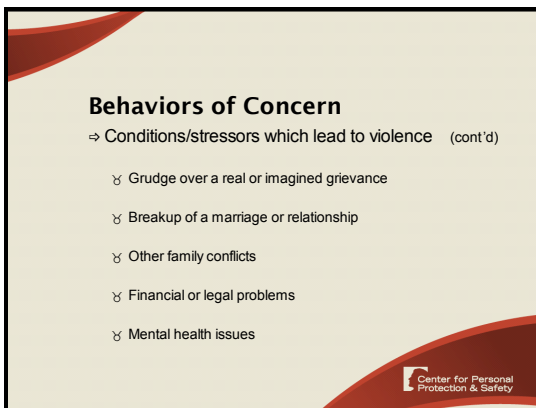 Behaviors of Concern
⇨ Conditions/stressors which lead to violence (cont’d)
♉ Grudge over a real or imagined grievance
♉ Breakup of a marriage or relationship
♉ Other family conflicts
♉ Financial or legal problems
♉ Mental health issues
Center for Personal
Protection & Safety